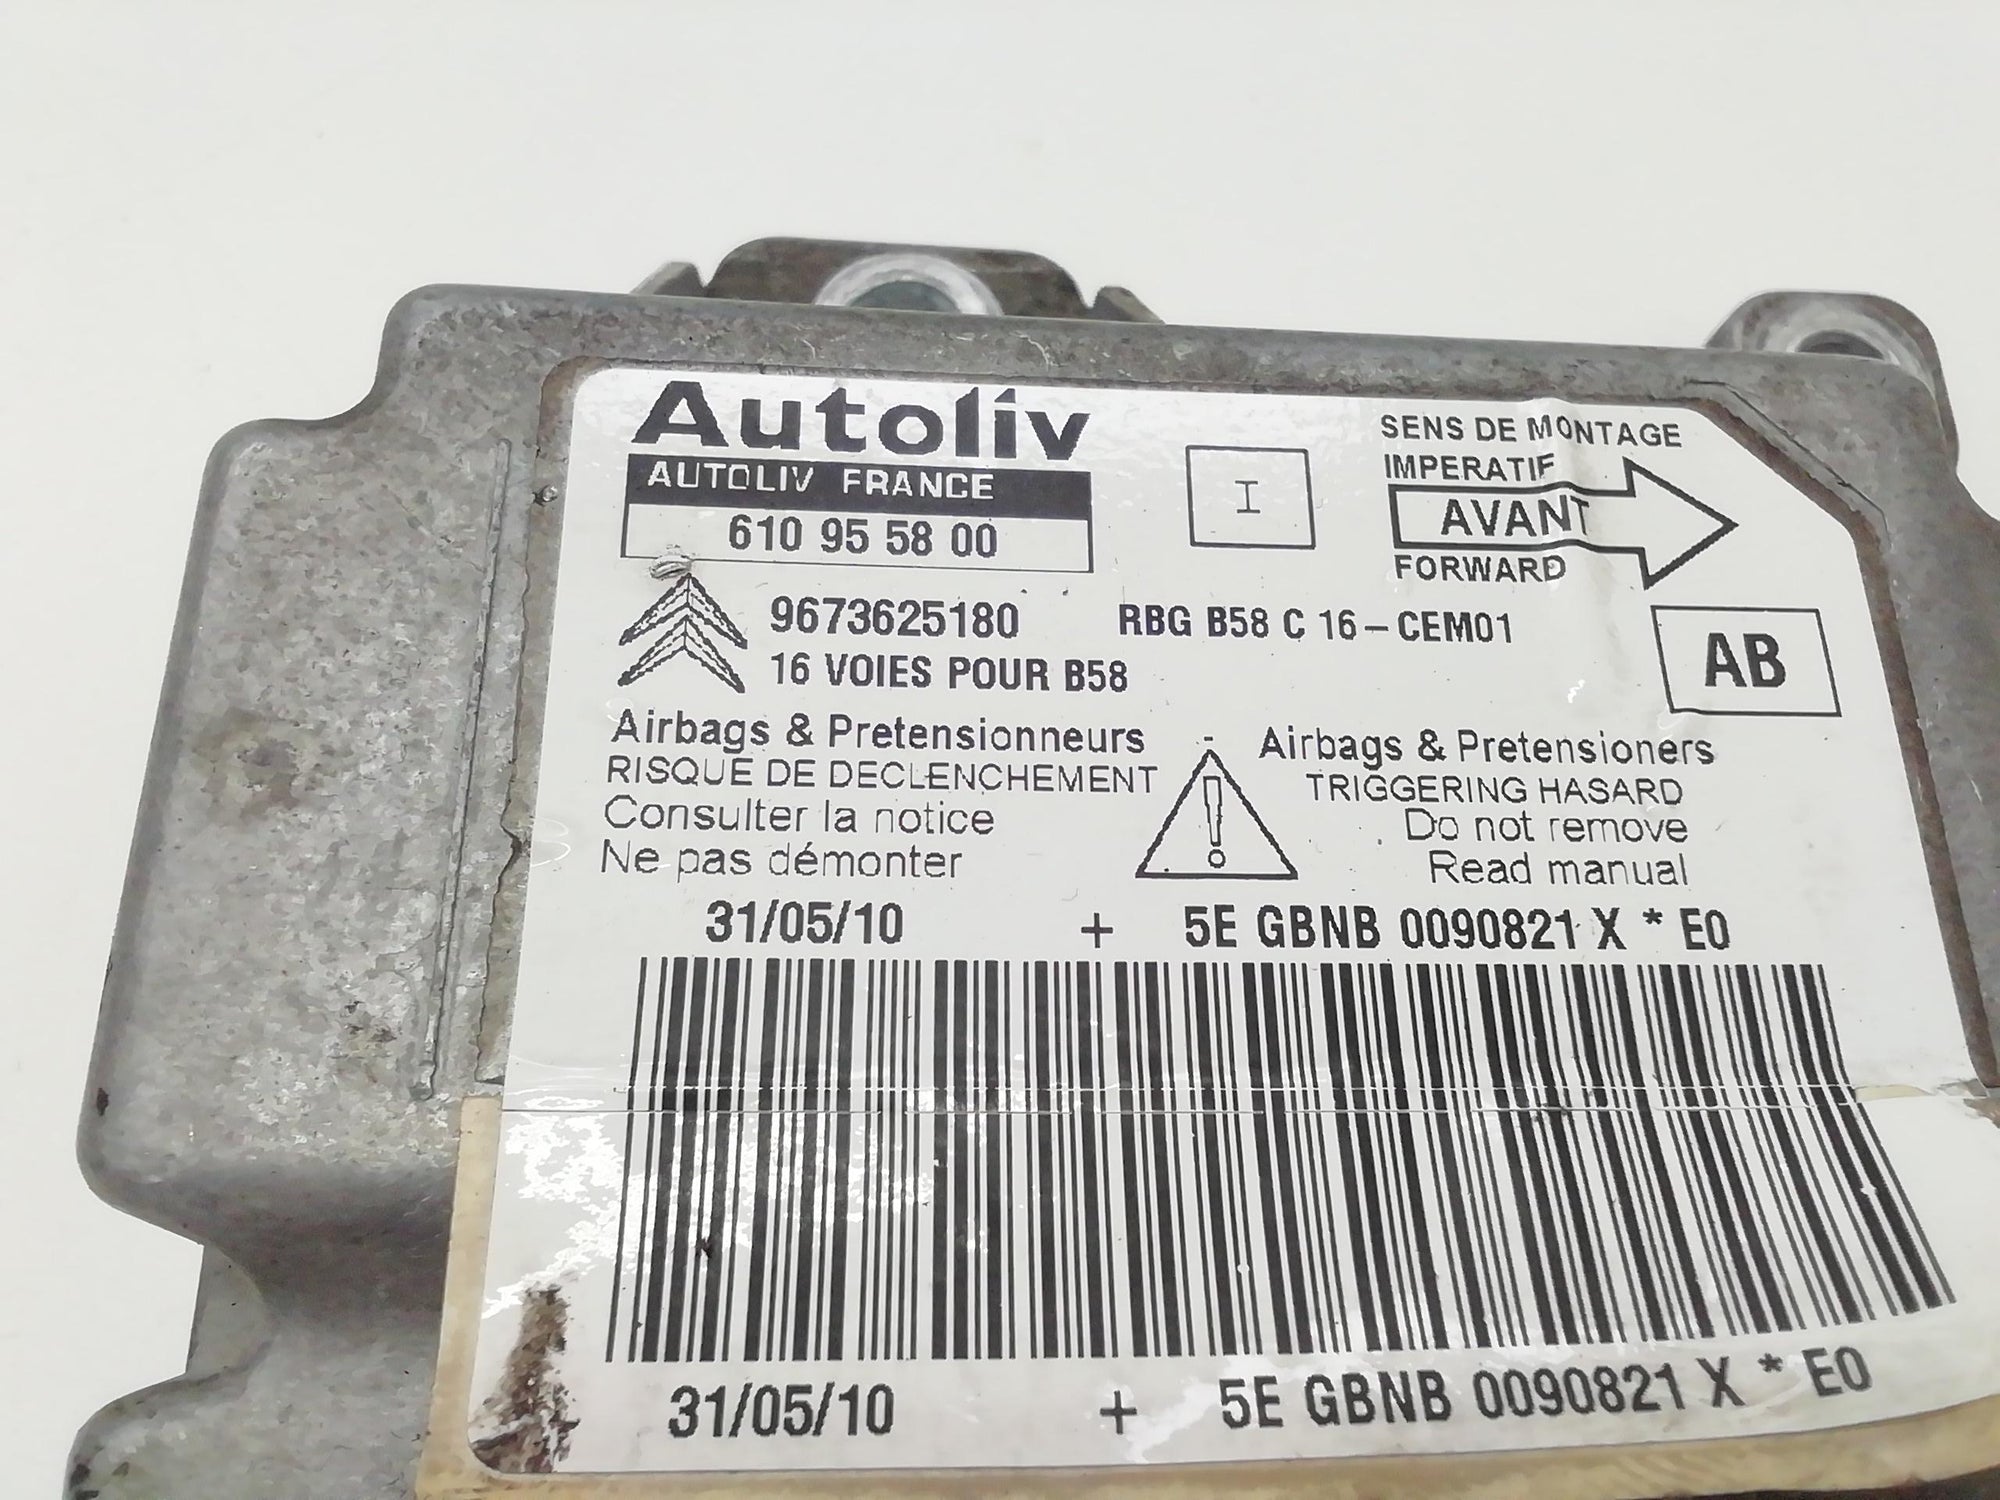 Autoliv
AUTOLIV FRANCE
610 95 58 00
I
SENS DE MONTAGE
IMPERATIF
AVANT
FORWARD
9673625180 RBG B58 C 16-CEM01
16 VOIES POUR B58
AB
Airbags & Pretensionneurs
RISQUE DE DECLENCHEMENT
Consulter la notice
Ne pas démonter
Airbags & Pretensioners
TRIGGERING HASARD
Do not remove
Read manual
31/05/10 + 5E GBNB 0090821 X * E0
31/05/10 + 5E GBNB 0090821 X * E0